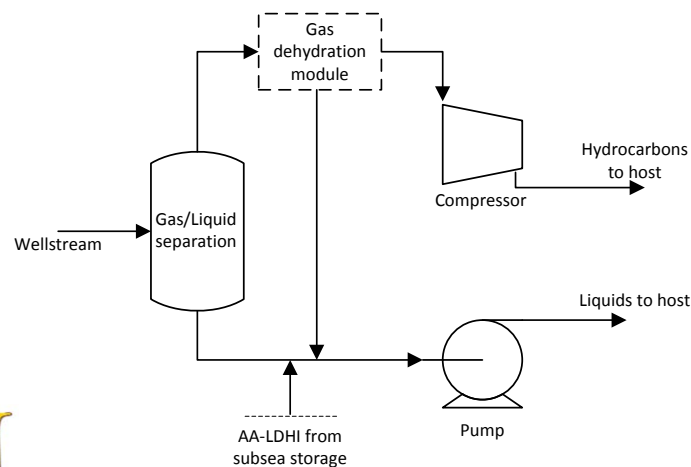 Gas
dehydration
module
Hydrocarbons
to host
Compressor
Gas/Liquid
separation
Wellstream
Liquids to host
AA-LDHI from
subsea storage
Pump